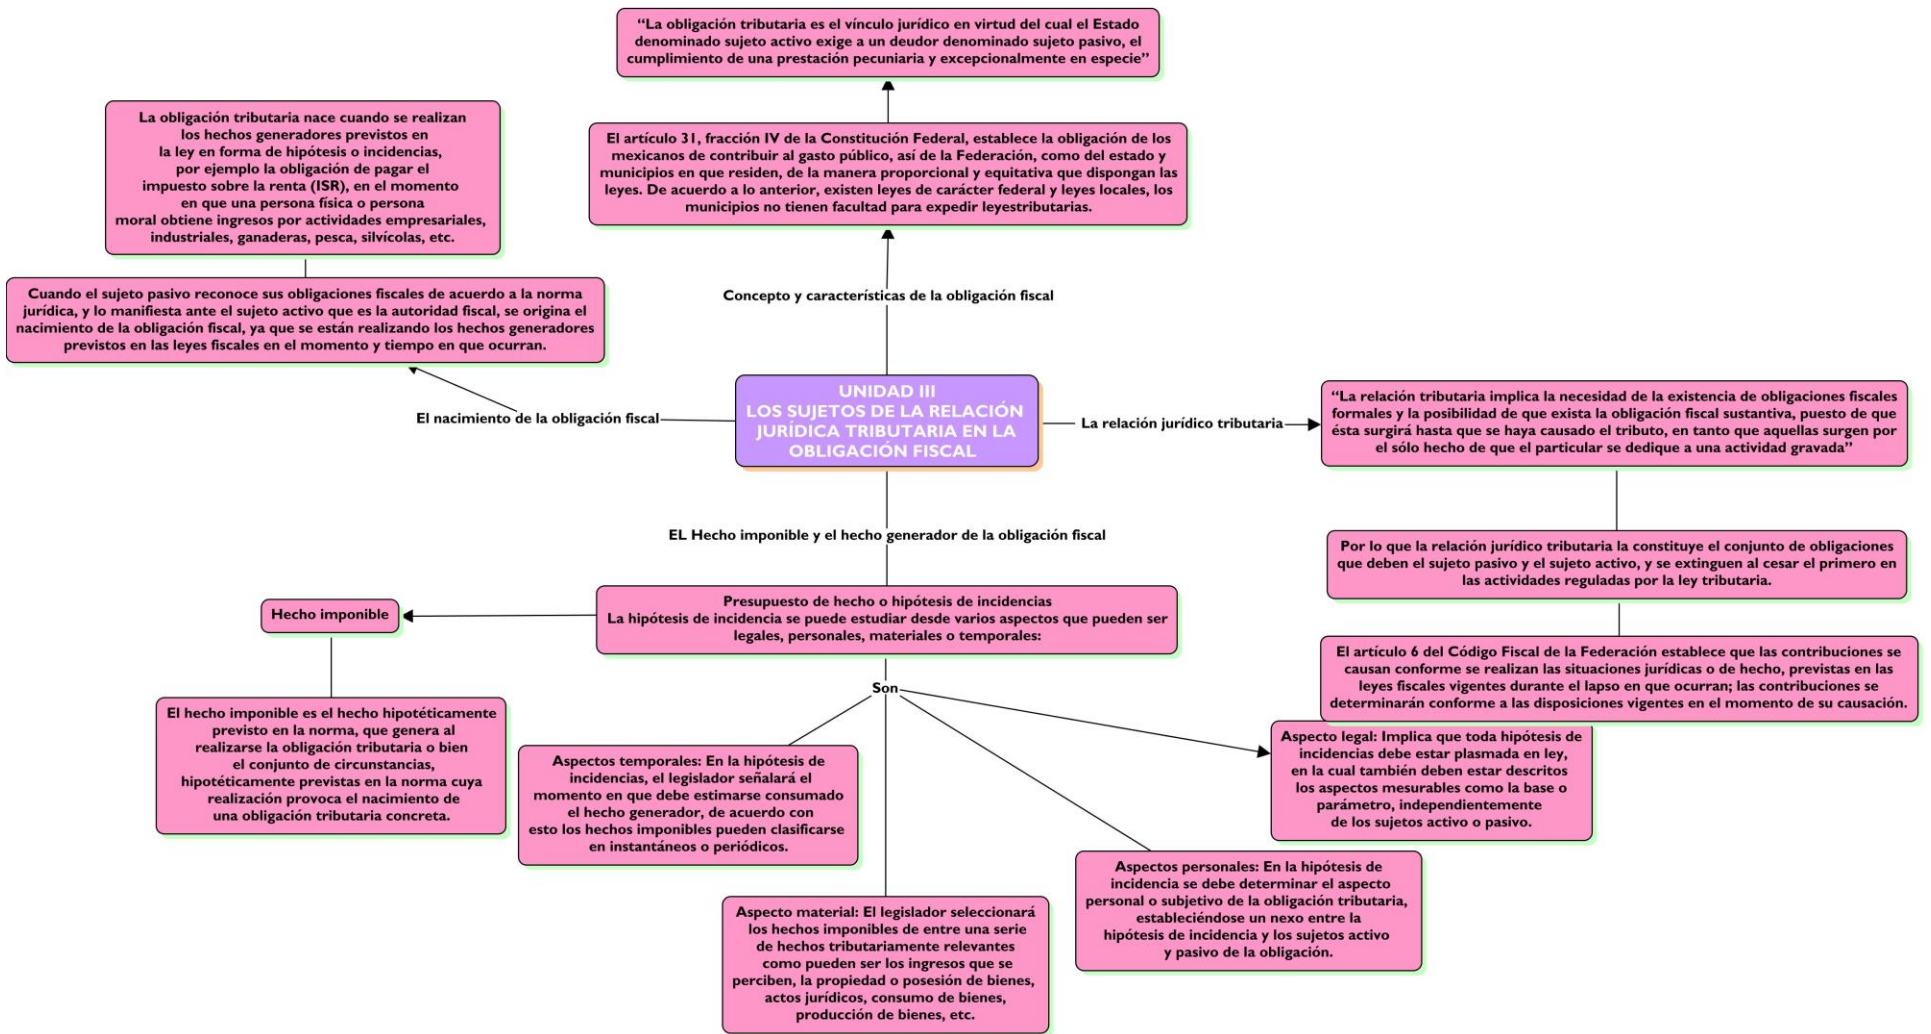 “La obligación tributaria es el vínculo jurídico en virtud del cual el Estado
denominado sujeto activo exige a un deudor denominado sujeto pasivo, el
cumplimiento de una prestación pecuniaria y excepcionalmente en especie”
La obligación tributaria nace cuando se realizan
los hechos generadores previstos en
la ley en forma de hipótesis o incidencias,
por ejemplo la obligación de pagar el
impuesto sobre la renta (ISR), en el momento
en que una persona física o persona
moral obtiene ingresos por actividades empresariales,
industriales, ganaderas, pesca, silvícolas, etc.
El artículo 31, fracción IV de la Constitución Federal, establece la obligación de los
mexicanos de contribuir al gasto público, así de la Federación, como del estado y
municipios en que residen, de la manera proporcional y equitativa que dispongan las
leyes. De acuerdo a lo anterior, existen leyes de carácter federal y leyes locales, los
municipios no tienen facultad para expedir leyestributarias.
Cuando el sujeto pasivo reconoce sus obligaciones fiscales de acuerdo a la norma
jurídica, y lo manifiesta ante el sujeto activo que es la autoridad fiscal, se origina el
nacimiento de la obligación fiscal, ya que se están realizando los hechos generadores
previstos en las leyes fiscales en el momento y tiempo en que ocurran.
Concepto y características de la obligación fiscal
El nacimiento de la obligación fiscal
UNIDAD III
LOS SUJETOS DE LA RELACIÓN
JURÍDICA TRIBUTARIA EN LA
OBLIGACIÓN FISCAL
La relación jurídico tributaria
“La relación tributaria implica la necesidad de la existencia de obligaciones fiscales
formales y la posibilidad de que exista la obligación fiscal sustantiva, puesto de que
ésta surgirá hasta que se haya causado el tributo, en tanto que aquellas surgen por
el sólo hecho de que el particular se dedique a una actividad gravada”
EL Hecho imponible y el hecho generador de la obligación fiscal
Por lo que la relación jurídico tributaria la constituye el conjunto de obligaciones
que deben el sujeto pasivo y el sujeto activo, y se extinguen al cesar el primero en
las actividades reguladas por la ley tributaria.
Hecho imponible
Presupuesto de hecho o hipótesis de incidencias
La hipótesis de incidencia se puede estudiar desde varios aspectos que pueden ser
legales, personales, materiales o temporales:
El artículo 6 del Código Fiscal de la Federación establece que las contribuciones se
causan conforme se realizan las situaciones jurídicas o de hecho, previstas en las
leyes fiscales vigentes durante el lapso en que ocurran; las contribuciones se
determinarán conforme a las disposiciones vigentes en el momento de su causación.
Son
El hecho imponible es el hecho hipotéticamente
previsto en la norma, que genera al
realizarse la obligación tributaria o bien
el conjunto de circunstancias,
hipotéticamente previstas en la norma cuya
realización provoca el nacimiento de
una obligación tributaria concreta.
Aspectos temporales: En la hipótesis de
incidencias, el legislador señalará el
momento en que debe estimarse consumado
el hecho generador, de acuerdo con
esto los hechos imponibles pueden clasificarse
en instantáneos o periódicos.
Aspecto legal: Implica que toda hipótesis de
incidencias debe estar plasmada en ley,
en la cual también deben estar descritos
los aspectos mesurables como la base o
parámetro, independientemente
de los sujetos activo o pasivo.
Aspectos personales: En la hipótesis de
incidencia se debe determinar el aspecto
personal o subjetivo de la obligación tributaria,
estableciéndose un nexo entre la
hipótesis de incidencia y los sujetos activo
y pasivo de la obligación.
Aspecto material: El legislador seleccionará
los hechos imponibles de entre una serie
de hechos tributariamente relevantes
como pueden ser los ingresos que se
perciben, la propiedad o posesión de bienes,
actos jurídicos, consumo de bienes,
producción de bienes, etc.